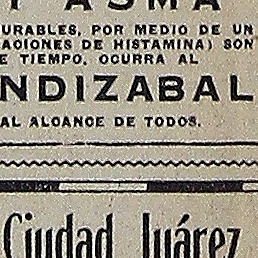 Y ASMA
URABLES, POR MEDIO DE UN
ACIONES DE HISTAMINA) SON
E TIEMPO, OCURRA AL
NDIZABAL
AL ALCANCE DE TODOS.
Ciudad Juárez